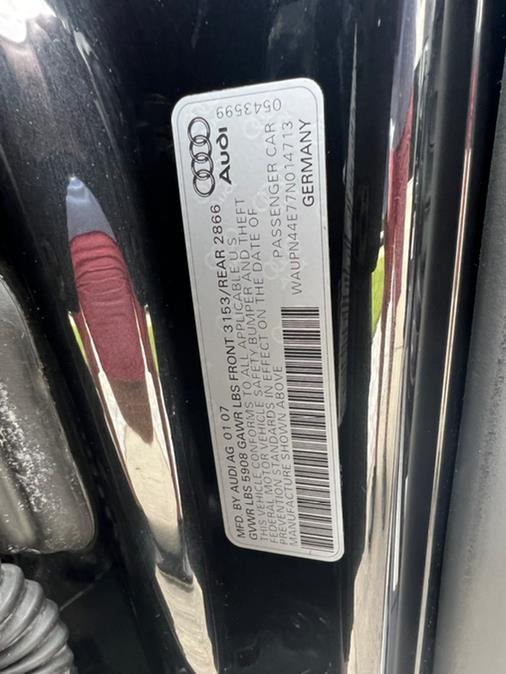 MFD. BY AUDI AG 01 07
GVWR LBS 5908 GAWR LBS FRONT 3153/REAR 2866
THIS VEHICLE CONFORMS TO ALL APPLICABLE U S
FEDERAL MOTOR VEHICLE SAFETY BUMPER AND THEFT
PREVENTION STANDARDS IN EFFECT ON THE DATE OF
MANUFACTURE SHOWN ABOVE
PASSENGER CAR
WAUPN44E77N014713
GERMANY
Audi
0543599